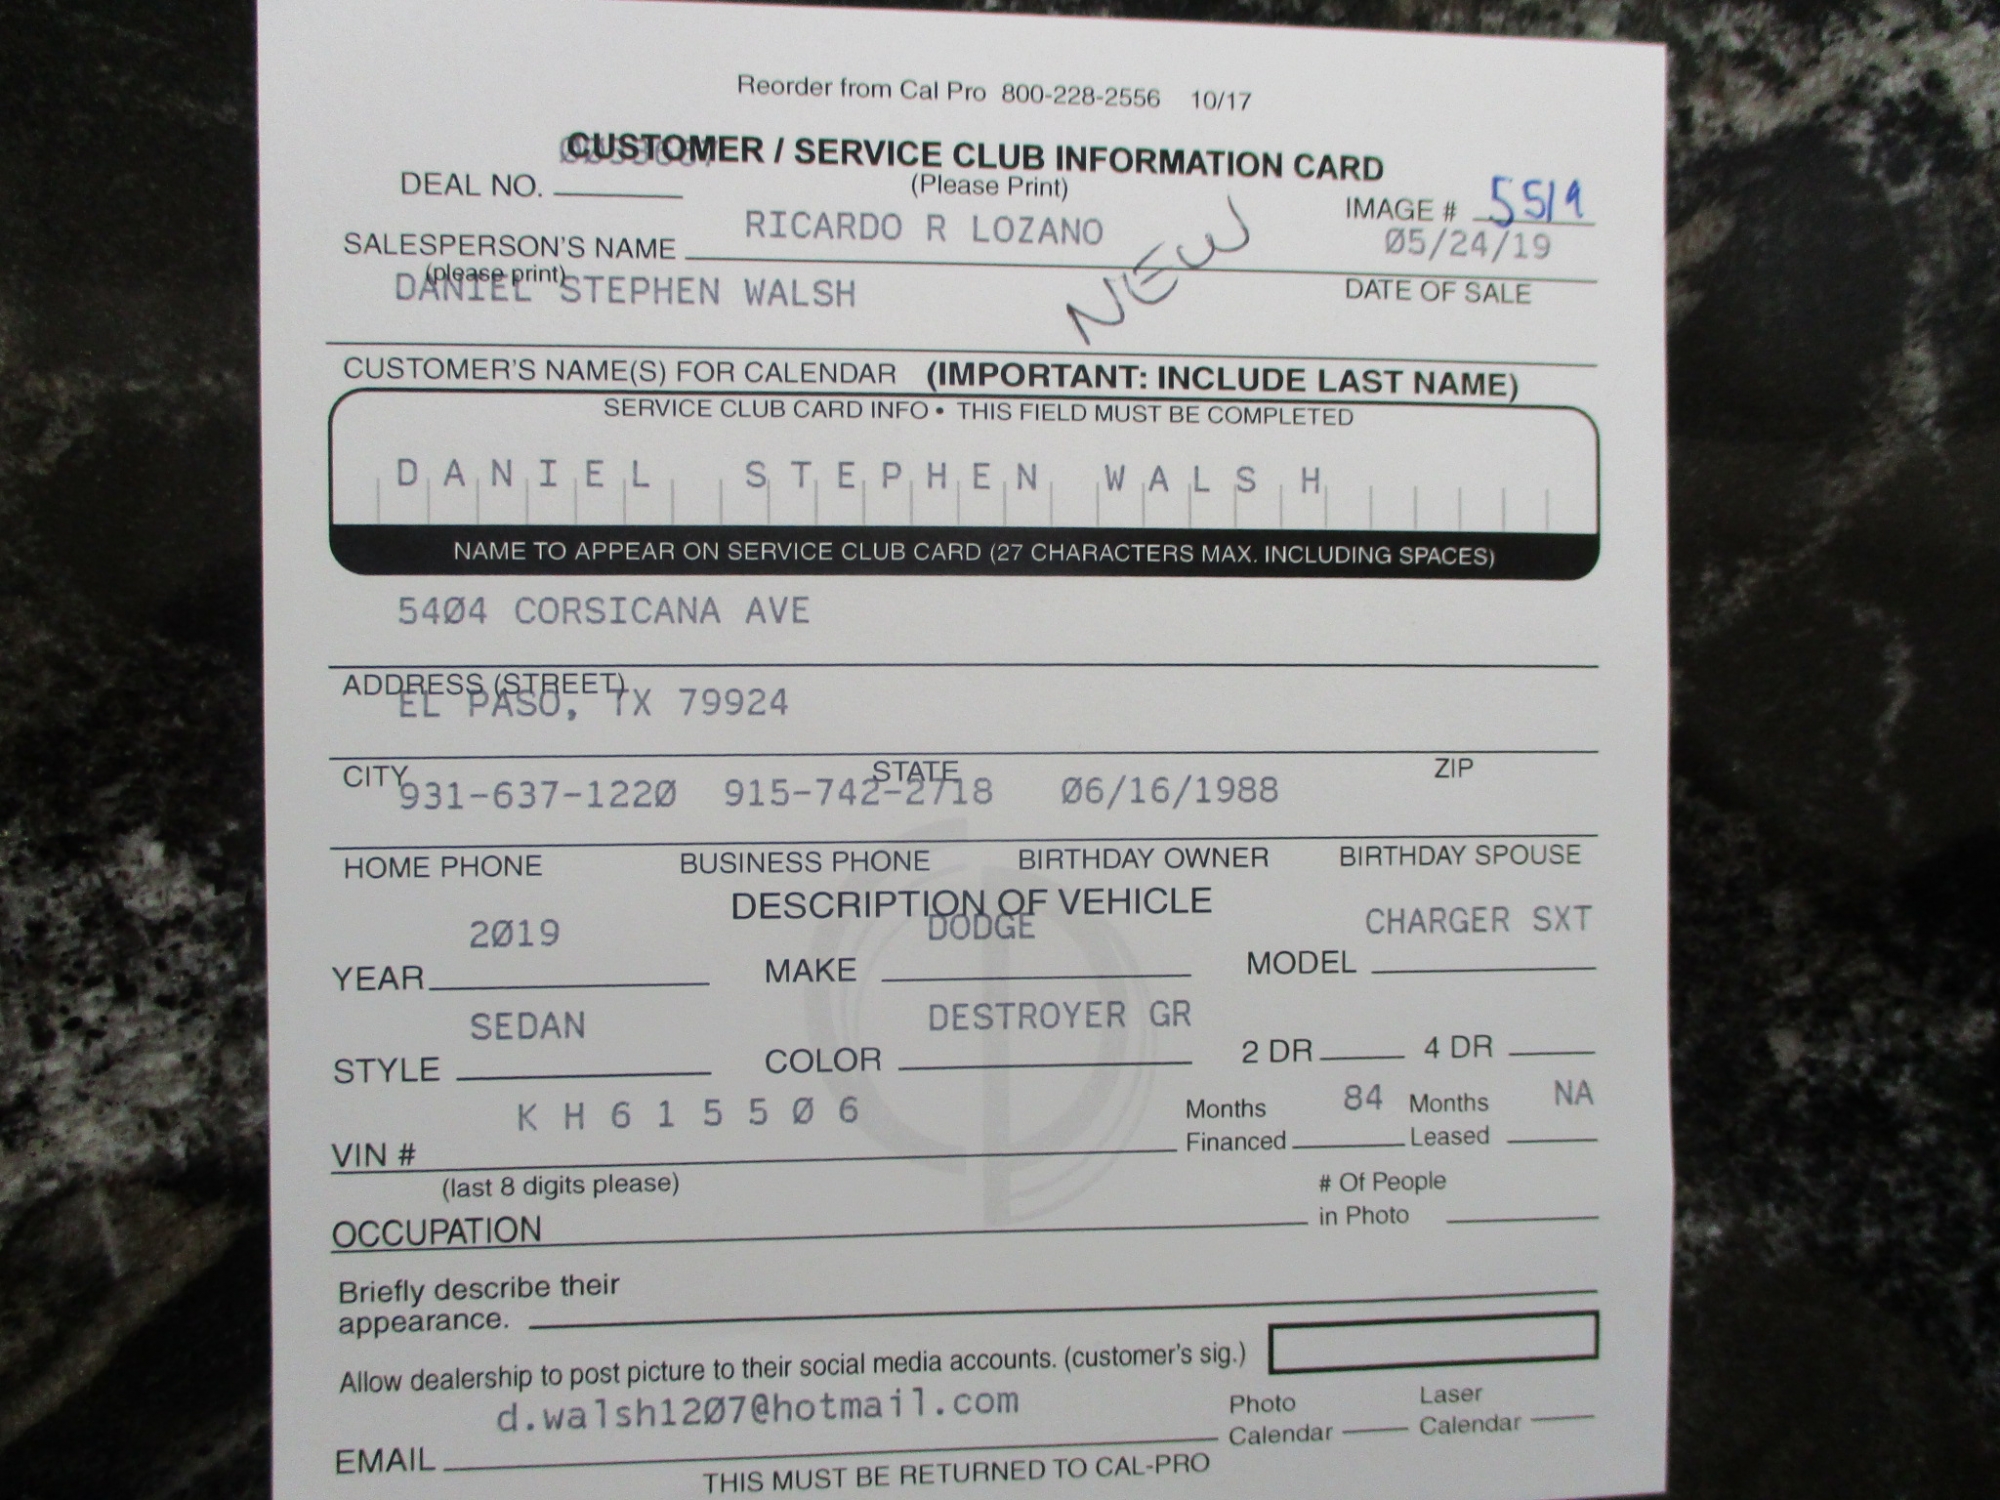 Reorder from Cal Pro 800-228-2556 10/17
CUSTOMER / SERVICE CLUB INFORMATION CARD
DEAL NO. (Please Print)
IMAGE # 5519
SALESPERSON'S NAME RICARDO R LOZANO 05/24/19
(please print) NEW DATE OF SALE
DANIEL STEPHEN WALSH
CUSTOMER'S NAME(S) FOR CALENDAR (IMPORTANT: INCLUDE LAST NAME)
SERVICE CLUB CARD INFO • THIS FIELD MUST BE COMPLETED
DANIEL STEPHEN WALSH
NAME TO APPEAR ON SERVICE CLUB CARD (27 CHARACTERS MAX. INCLUDING SPACES)
5404 CORSICANA AVE
ADDRESS (STREET)
EL PASO, TX 79924
CITY STATE ZIP
931-637-1220 915-742-2718 06/16/1988
HOME PHONE BUSINESS PHONE BIRTHDAY OWNER BIRTHDAY SPOUSE
DESCRIPTION OF VEHICLE
2019 DODGE CHARGER SXT
YEAR MAKE MODEL
SEDAN DESTROYER GR
STYLE COLOR 2 DR 4 DR
KH615506 Months 84 Months NA
VIN # Financed Leased
(last 8 digits please) # Of People
OCCUPATION in Photo
Briefly describe their
appearance.
Allow dealership to post picture to their social media accounts. (customer's sig.)
d.walsh1207@hotmail.com Photo Laser
EMAIL Calendar Calendar
THIS MUST BE RETURNED TO CAL-PRO